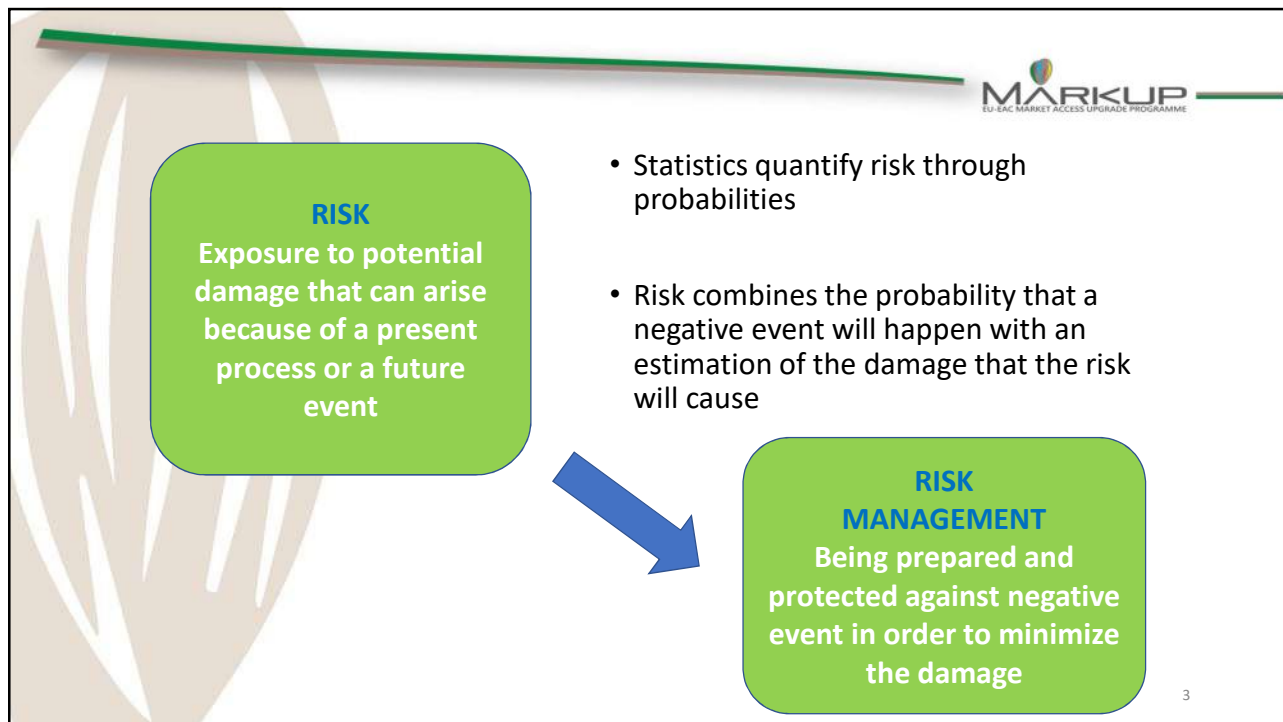 MARKUP
EU-EAC MARKET ACCESS UPGRADE PROGRAMME
RISK
Exposure to potential
damage that can arise
because of a present
process or a future
event
• Statistics quantify risk through
probabilities
• Risk combines the probability that a
negative event will happen with an
estimation of the damage that the risk
will cause
RISK
MANAGEMENT
Being prepared and
protected against negative
event in order to minimize
the damage
3